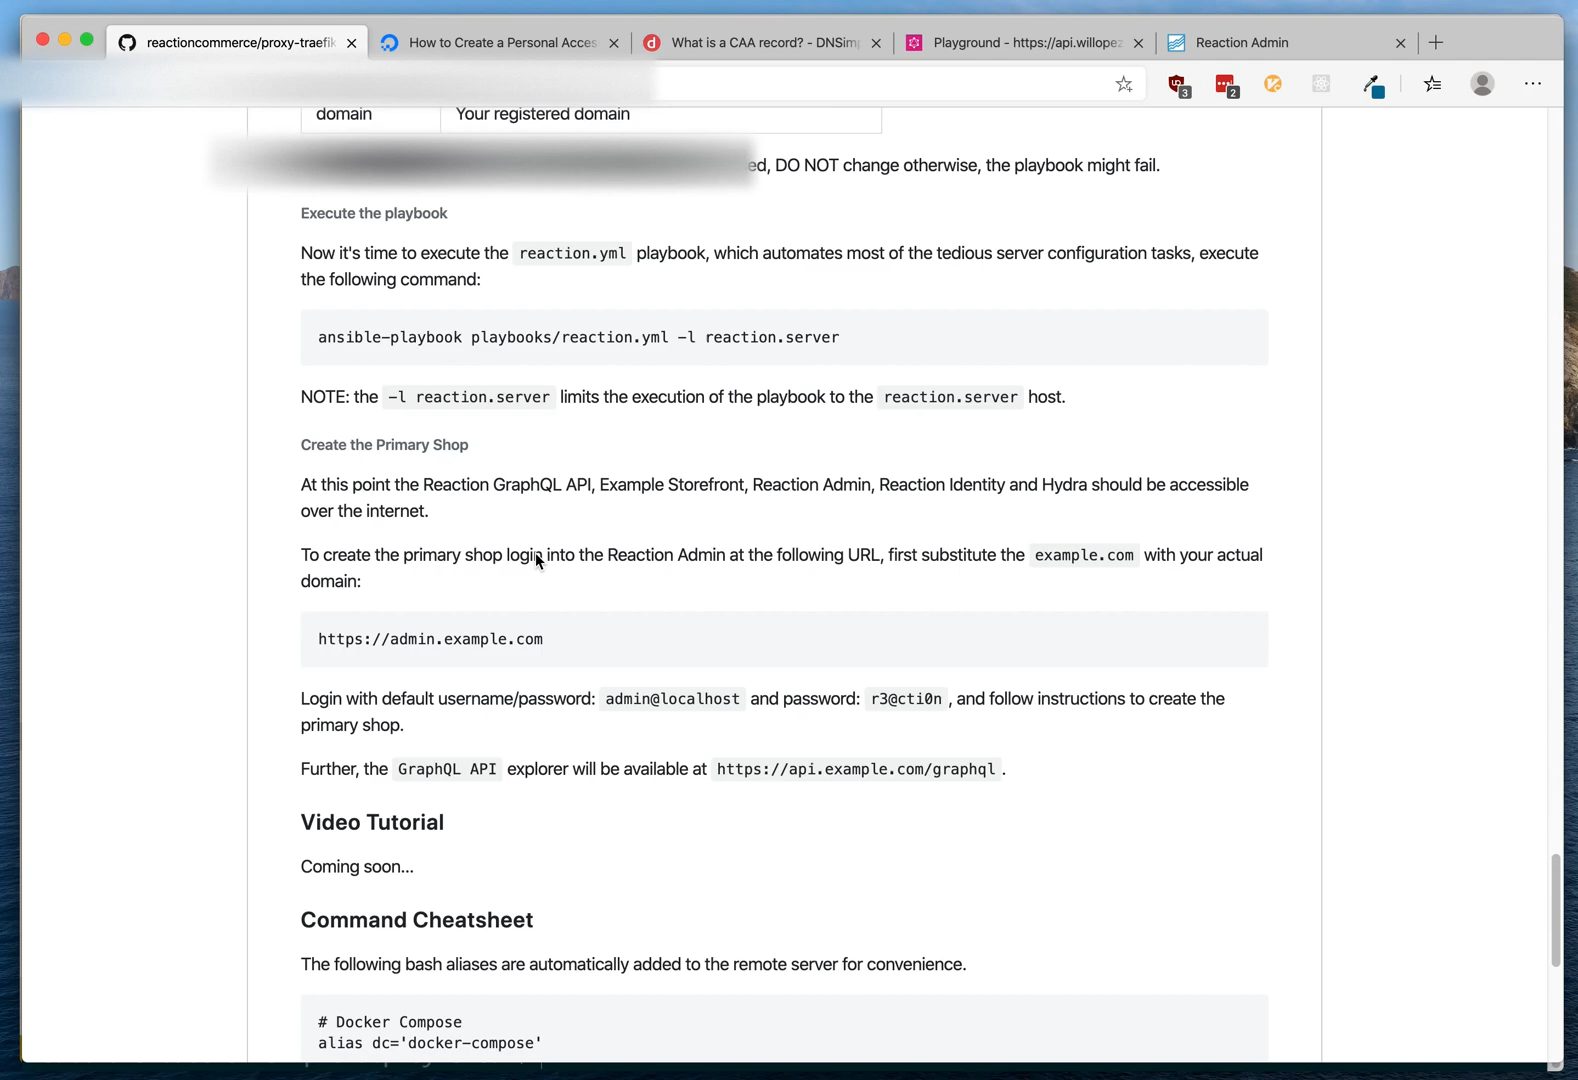 reactioncommerce/proxy-traefik
How to Create a Personal Acces
What is a CAA record? - DNSim
Playground - https://api.willopez
Reaction Admin
3
2
domain
Your registered domain
ed, DO NOT change otherwise, the playbook might fail.
Execute the playbook
Now it's time to execute the reaction.yml playbook, which automates most of the tedious server configuration tasks, execute
the following command:
ansible-playbook playbooks/reaction.yml -l reaction.server
NOTE: the -l reaction.server limits the execution of the playbook to the reaction.server host.
Create the Primary Shop
At this point the Reaction GraphQL API, Example Storefront, Reaction Admin, Reaction Identity and Hydra should be accessible
over the internet.
To create the primary shop login into the Reaction Admin at the following URL, first substitute the example.com with your actual
domain:
https://admin.example.com
Login with default username/password: admin@localhost and password: r3@cti0n , and follow instructions to create the
primary shop.
Further, the GraphQL API explorer will be available at https://api.example.com/graphql .
Video Tutorial
Coming soon...
Command Cheatsheet
The following bash aliases are automatically added to the remote server for convenience.
# Docker Compose
alias dc='docker-compose'